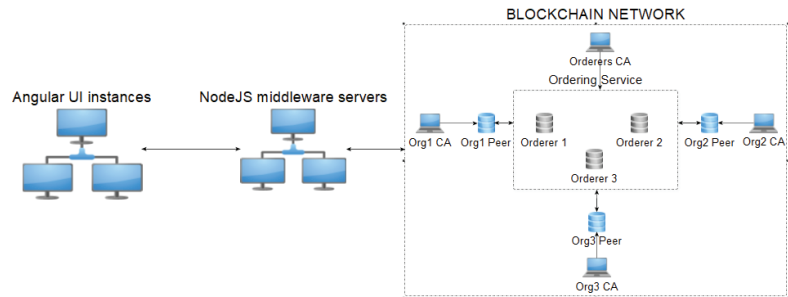 BLOCKCHAIN NETWORK
Orderers CA
Ordering Service
Angular UI instances
NodeJS middleware servers
Org1 CA
Org1 Peer
Orderer 1
Orderer 2
Org2 Peer
Org2 CA
Orderer 3
Org3 Peer
Org3 CA